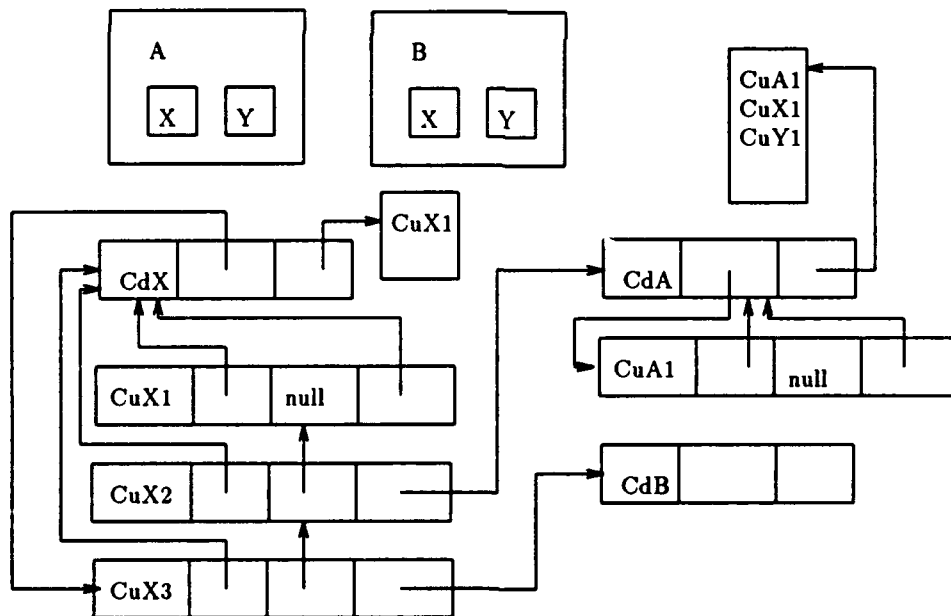 A
X Y
B
X Y
CuA1
CuX1
CuY1
CuX1
CdX
CdA
CuX1 null
CuA1 null
CuX2
CdB
CuX3